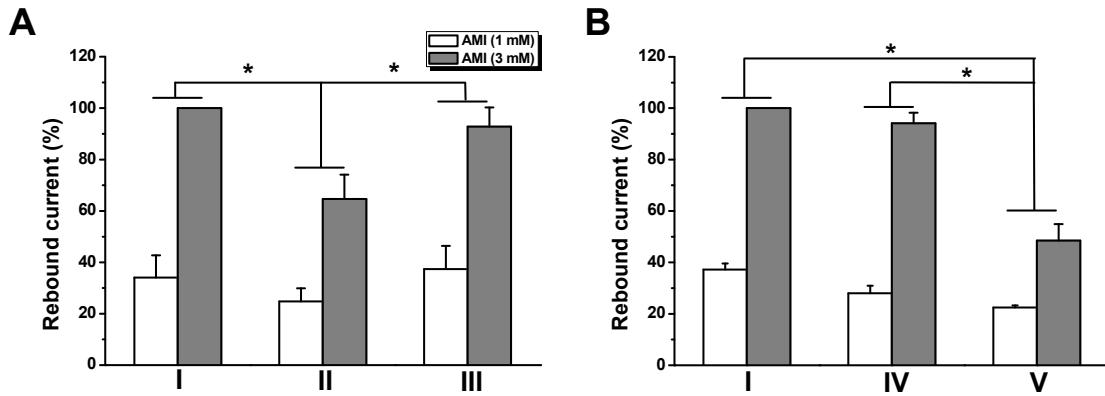 A
AMI (1 mM)
AMI (3 mM)
Rebound current (%)
120
100
80
60
40
20
0
* *
I II III
B
Rebound current (%)
120
100
80
60
40
20
0
*
*
I IV V